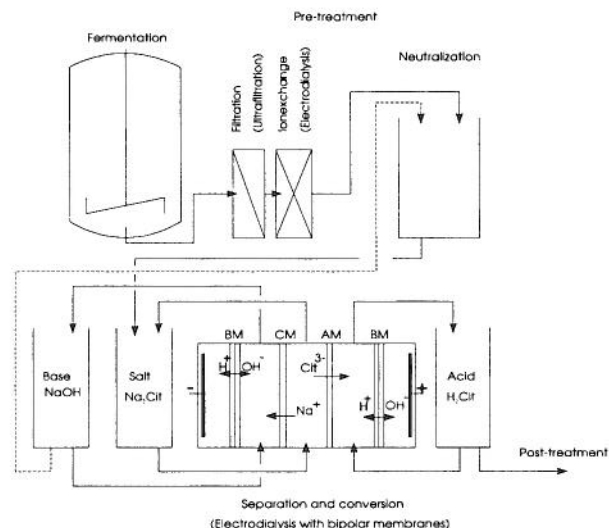 Pre-treatment
Fermentation
Neutralization
Filtration
(Ultrafiltration)
Ionexchange
(Electrodialysis)
BM
CM
AM
BM
H+
OH-
Cit3-
Na+
H+
OH-
-
+
Base
NaOH
Salt
Na3Cit
Acid
H3Cit
Post-treatment
Separation and conversion
(Electrodialysis with bipolar membranes)